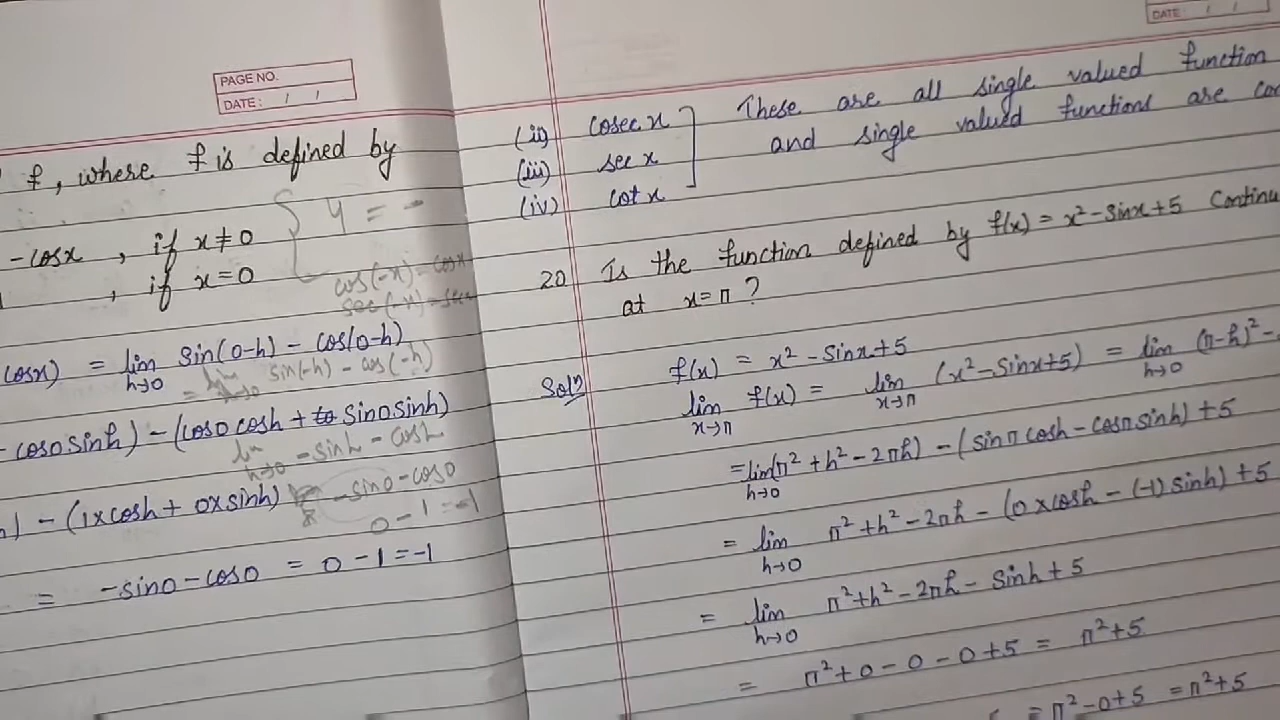 PAGE NO.
DATE: / /
f, where f is defined by
-cosx , if x≠0
, if x=0
y = -
cos(-x)=cosx
sec(-x)=sec
cosx) = lim h→0 sin(0-h) - cos(0-h)
= lim h→0 sin(-h) - cos(-h)
- cos0 sinh) - (cos0 cosh + sin0 sinh)
lim h→0 -sinh - cosh
) - (1xcosh + 0xsinh)
-sin0-cos0
0-1=-1
= -sin0-cos0 = 0-1=-1
DATE: / /
(ii) cosec x
(iii) sec x
(iv) cot x
These are all single valued function
and single valued functions are
20 Is the function defined by f(x) = x²-sinx+5
at x=π ?
Solⁿ f(x) = x²-sinx+5
lim x→π f(x) = lim x→π (x²-sinx+5) = lim h→0 (π-h)²-
=lim h→0 (π²+h²-2πh) - (sinπ cosh - cosπ sinh) +5
= lim h→0 π²+h²-2πh - (0xcosh - (-1) sinh) +5
= lim h→0 π²+h²-2πh - sinh +5
= π²+0-0-0+5 = π²+5
= π²-0+5 = π²+5